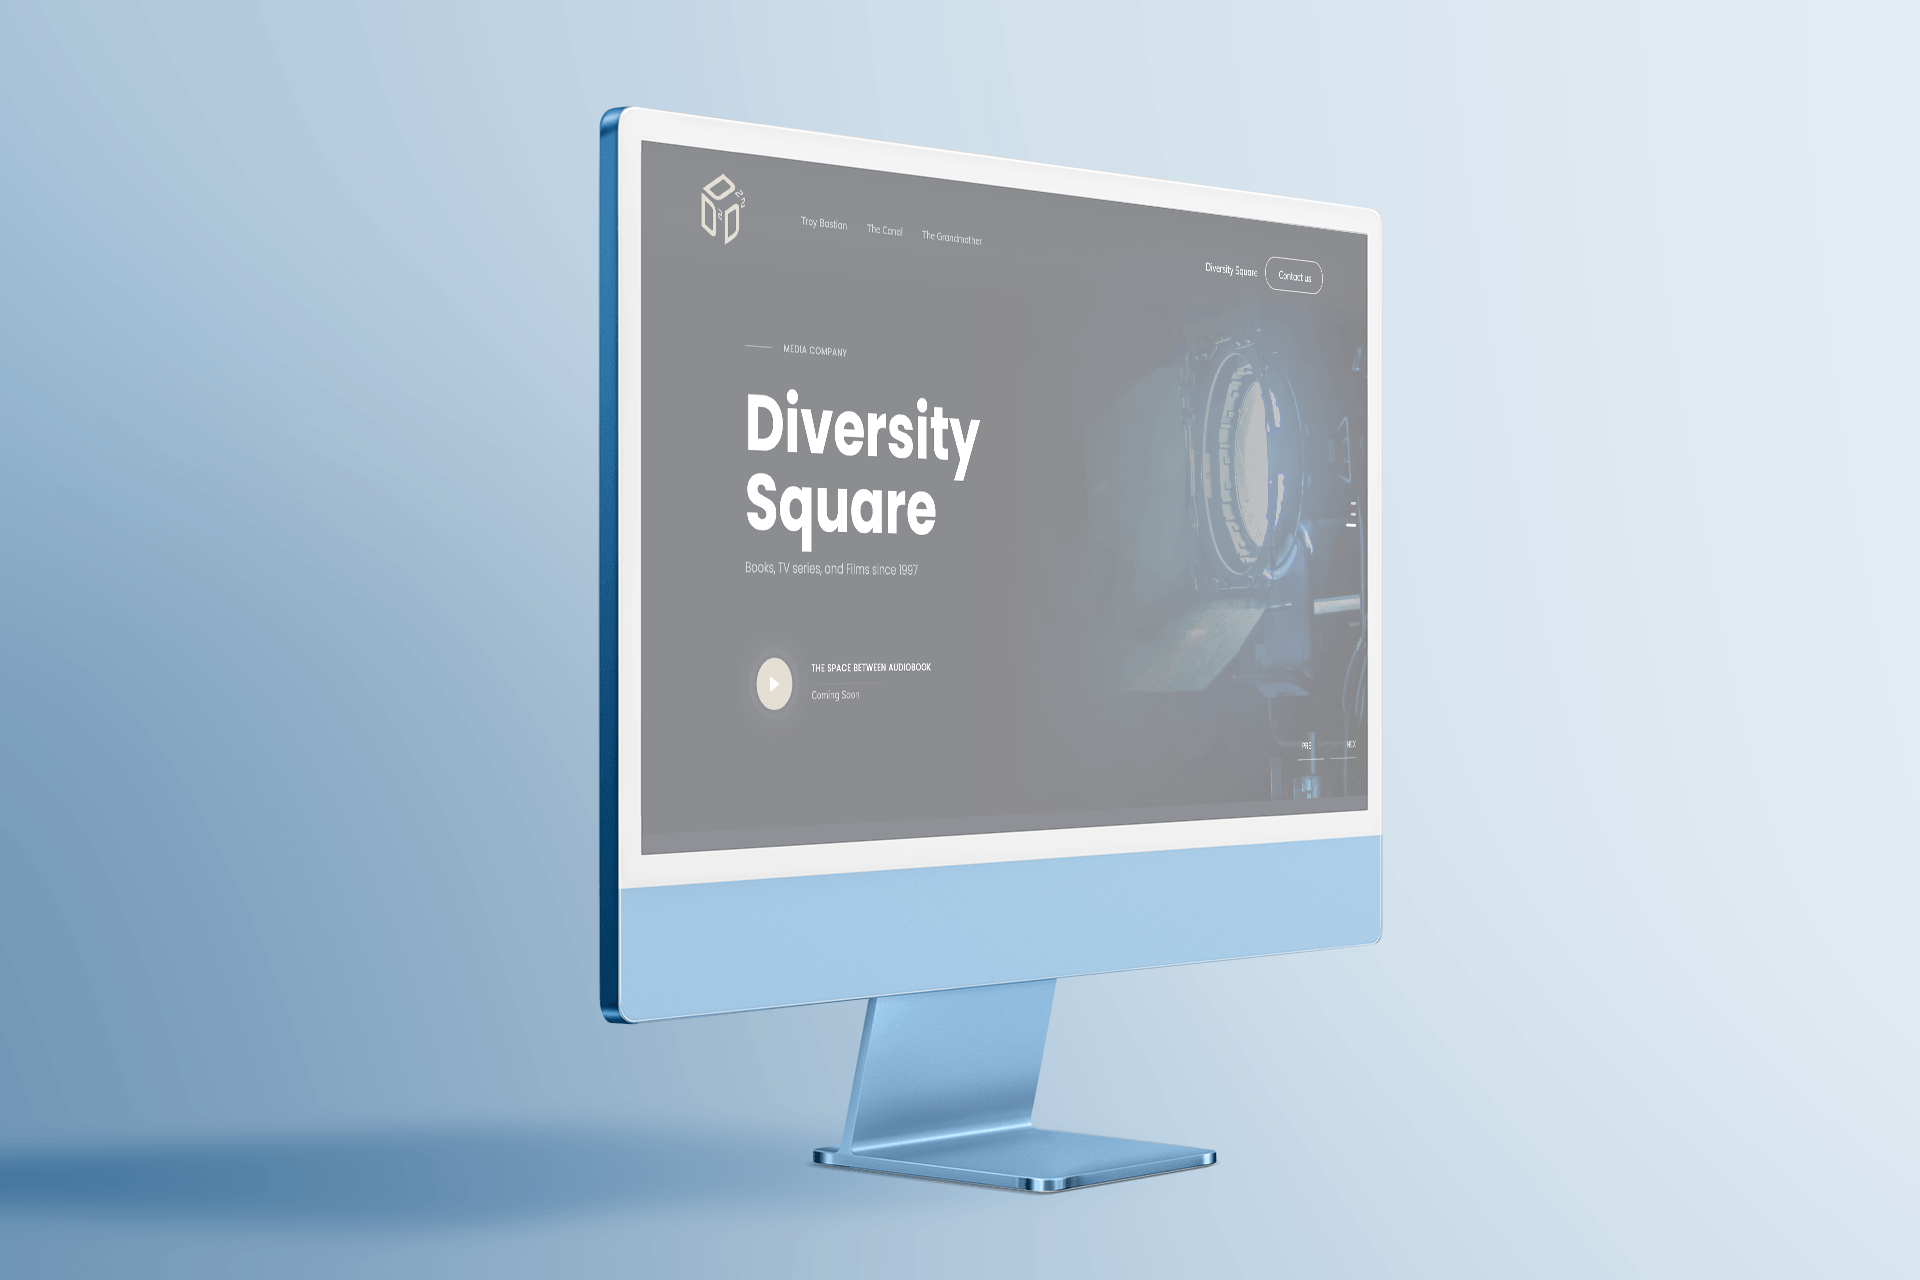 Troy Bastian The Canal The Grandmother
Diversity Square Contact us
MEDIA COMPANY
Diversity
Square
Books, TV series, and Films since 1997
THE SPACE BETWEEN AUDIOBOOK
Coming Soon
PRE NEX